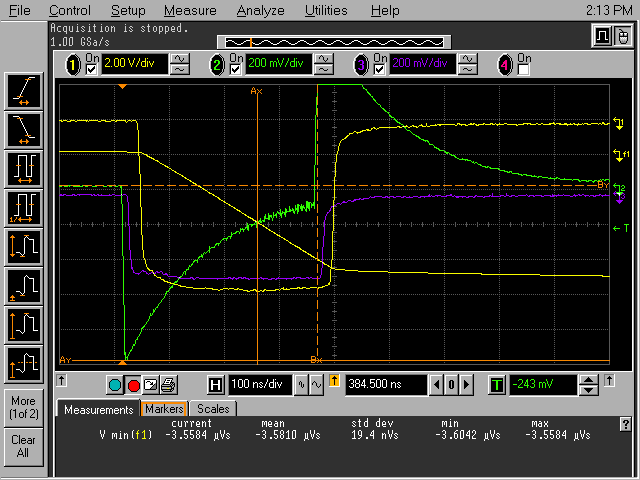 File Control Setup Measure Analyze Utilities Help 2:13 PM
Acquisition is stopped.
1.00 GSa/s
1 On 2.00 V/div 2 On 200 mV/div 3 On 200 mV/div 4 On
Ax
1
f1
BY
2
T
AY Bx
H 100 ns/div 384.500 ns 0 T -243 mV
More
(1of 2)
Clear
All
Measurements Markers Scales
current mean std dev min max
V min(f1) -3.5584 µVs -3.5810 µVs 19.4 nVs -3.6042 µVs -3.5584 µVs
?